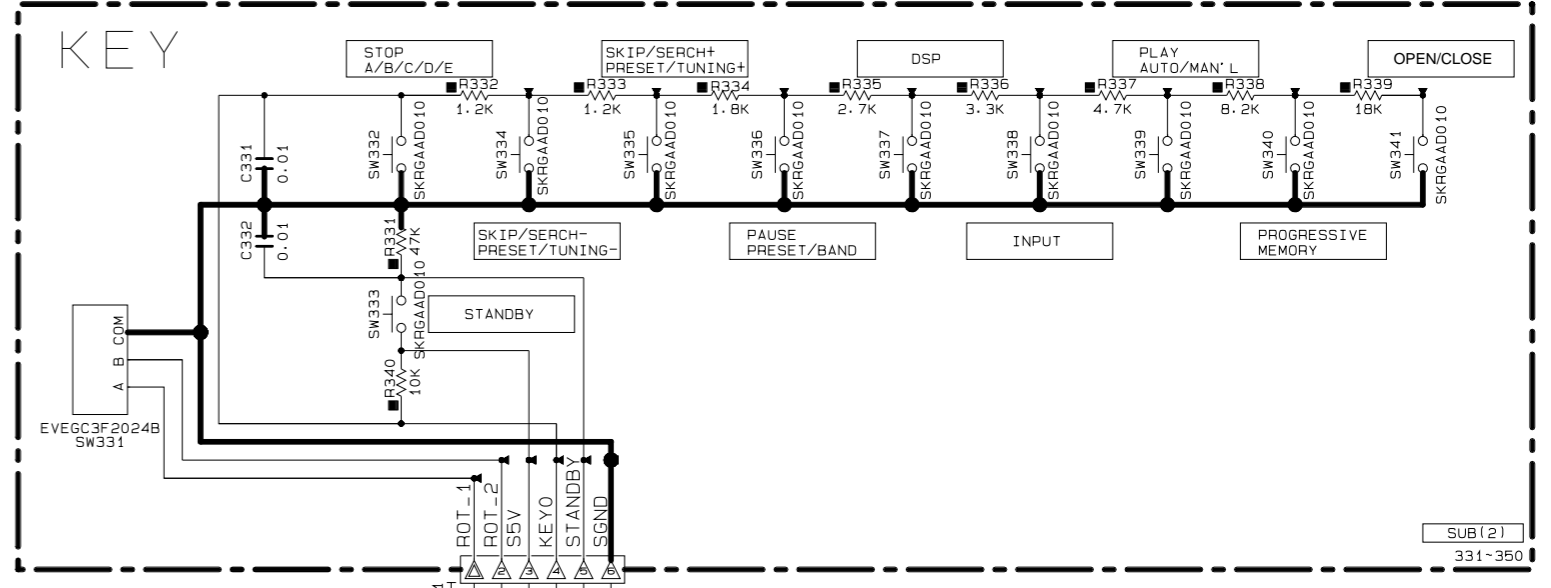 KEY
STOP
A/B/C/D/E
SKIP/SERCH+
PRESET/TUNING+
DSP
PLAY
AUTO/MAN'L
OPEN/CLOSE
R332
1.2K
R333
1.2K
R334
1.8K
R335
2.7K
R336
3.3K
R337
4.7K
R338
8.2K
R339
18K
C331
0.01
SW332
SKRGAAD010
SW334
SKRGAAD010
SW335
SKRGAAD010
SW336
SKRGAAD010
SW337
SKRGAAD010
SW338
SKRGAAD010
SW339
SKRGAAD010
SW340
SKRGAAD010
SW341
SKRGAAD010
C332
0.01
R331
47K
SKIP/SERCH-
PRESET/TUNING-
PAUSE
PRESET/BAND
INPUT
PROGRESSIVE
MEMORY
SW333
SKRGAAD010
STANDBY
R340
10K
COM
B
A
EVEGC3F2024B
SW331
ROT_1
ROT_2
S5V
KEY0
STANDBY
SGND
2
3
4
5
6
SUB(2)
331~350